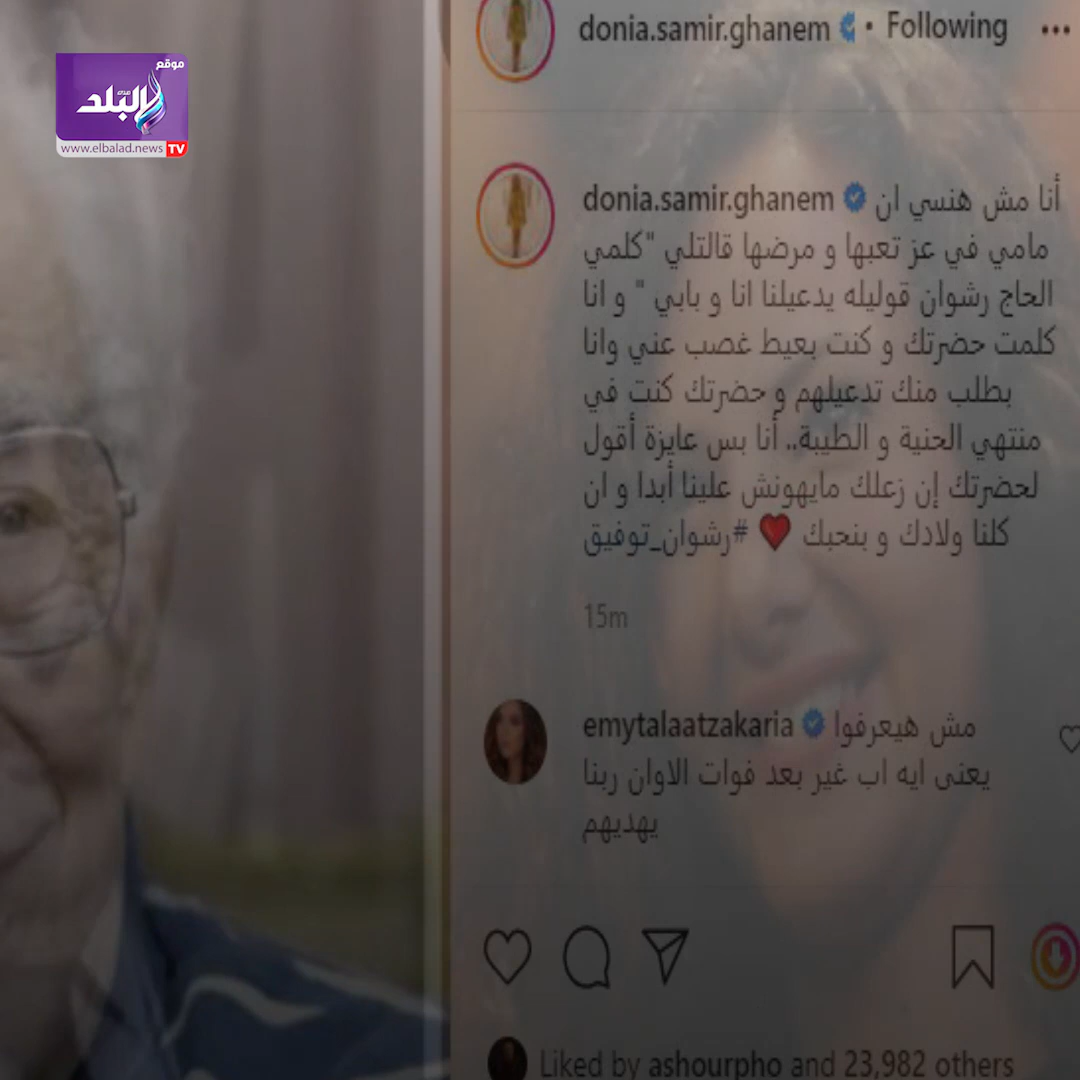 موقع
صدى البلد
www.elbalad.news TV
donia.samir.ghanem • Following
donia.samir.ghanem أنا مش هنسي ان
مامي في عز تعبها و مرضها قالتلي "كلمي
الحاج رشوان قوليله يدعيلنا انا و بابي " و انا
كلمت حضرتك و كنت بعيط غصب عني وانا
بطلب منك تدعيلهم و حضرتك كنت في
منتهي الحنية و الطيبة.. أنا بس عايزة أقول
لحضرتك إن زعلك مايهونش علينا أبدا و ان
كلنا ولادك و بنحبك ♥ #رشوان_توفيق
15m
emytalaatzakaria مش هيعرفوا
يعنى ايه اب غير بعد فوات الاوان ربنا
يهديهم
Liked by ashourpho and 23,982 others